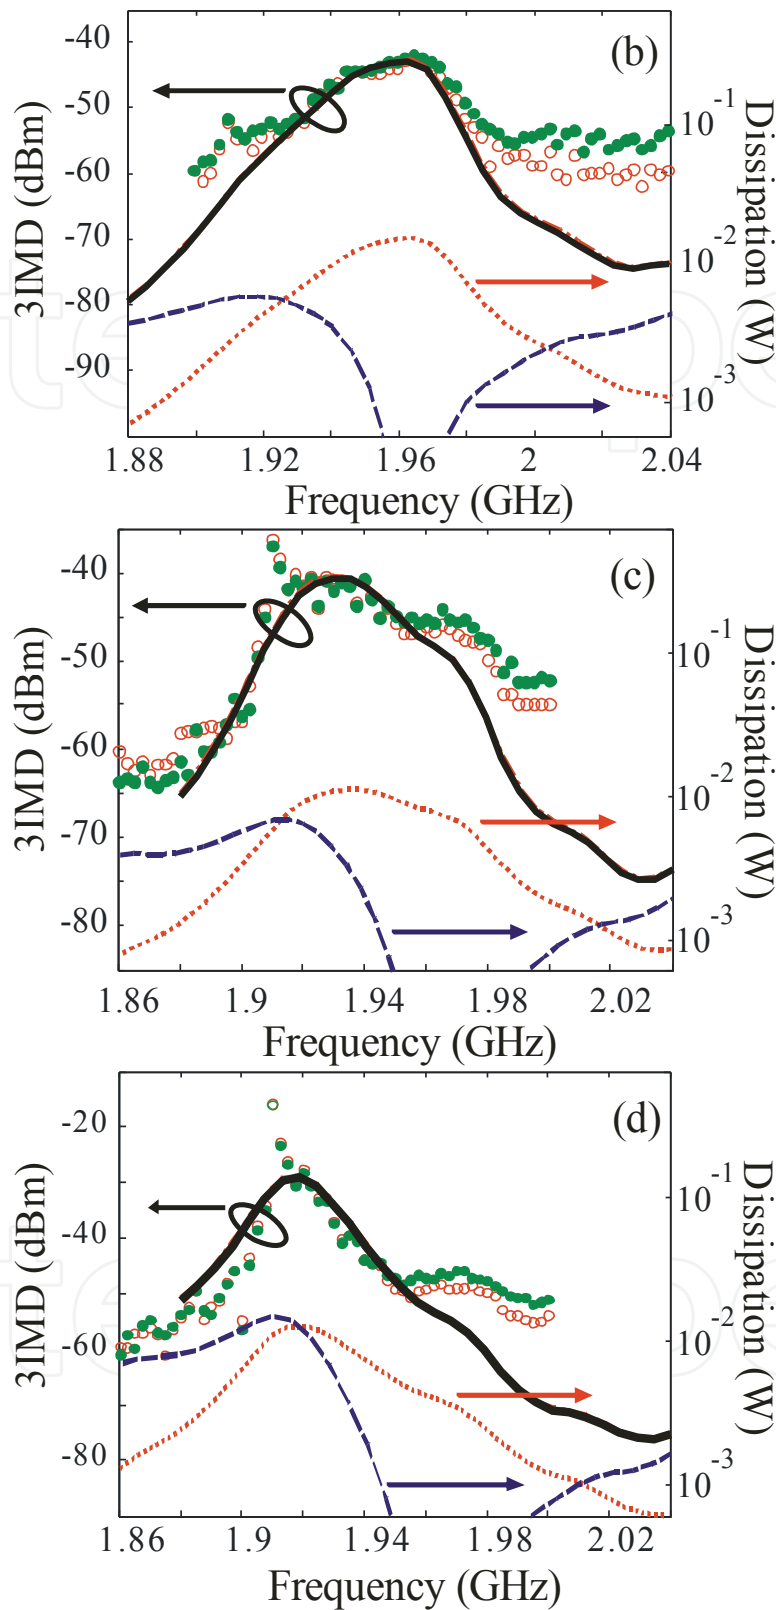 (b)
-40
-50
-60
-70
-80
-90
3IMD (dBm)
10-1
10-2
10-3
Dissipation (W)
1.88 1.92 1.96 2 2.04
Frequency (GHz)
(c)
-40
-50
-60
-70
-80
3IMD (dBm)
10-1
10-2
10-3
Dissipation (W)
1.86 1.9 1.94 1.98 2.02
Frequency (GHz)
(d)
-20
-40
-60
-80
3IMD (dBm)
10-1
10-2
10-3
Dissipation (W)
1.86 1.9 1.94 1.98 2.02
Frequency (GHz)